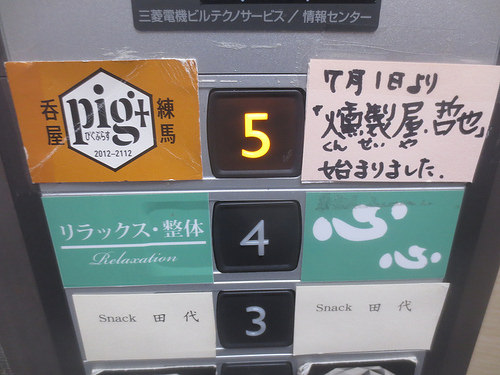 三菱電機ビルテクノサービス / 情報センター
呑屋
pig+
ぴぐぷらす
2012-2112
練馬
5
7月1日より
「燻製屋.哲也」
くんせいや
始まりました.
リラックス・整体
Relaxation
4
心心
Snack 田代
3
Snack 田代